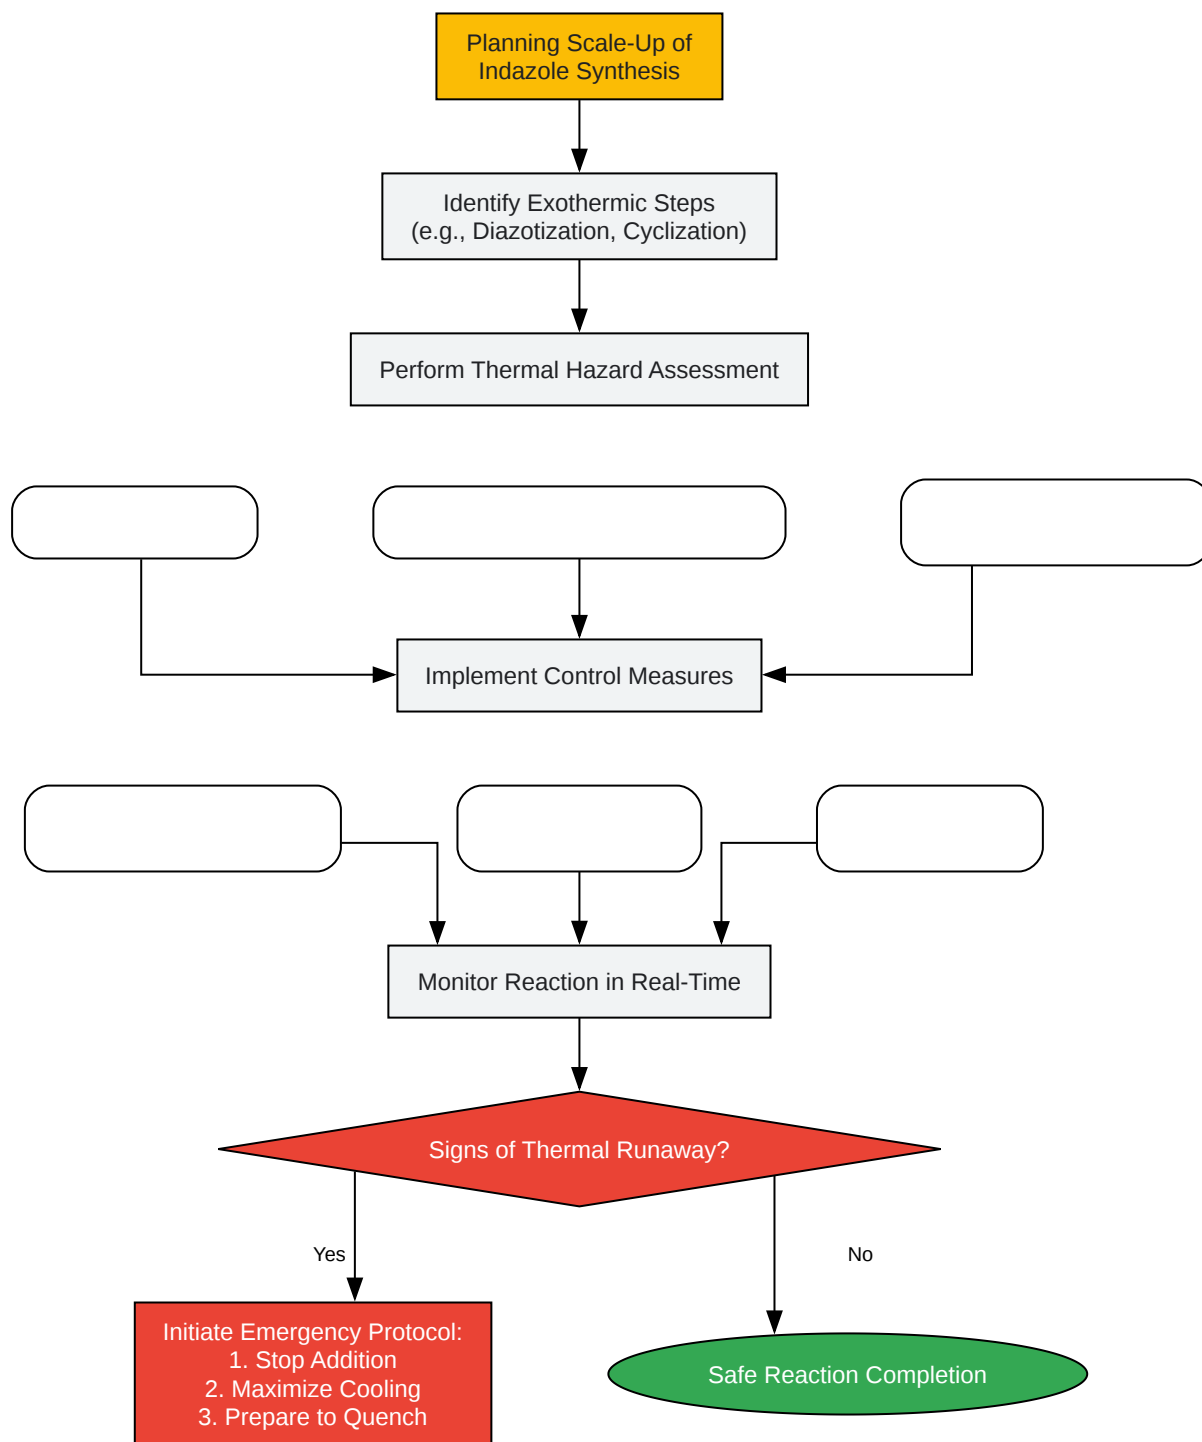 Planning Scale-Up of
Indazole Synthesis
Identify Exothermic Steps
(e.g., Diazotization, Cyclization)
Perform Thermal Hazard Assessment
Implement Control Measures
Monitor Reaction in Real-Time
Signs of Thermal Runaway?
Yes
No
Initiate Emergency Protocol:
1. Stop Addition
2. Maximize Cooling
3. Prepare to Quench
Safe Reaction Completion